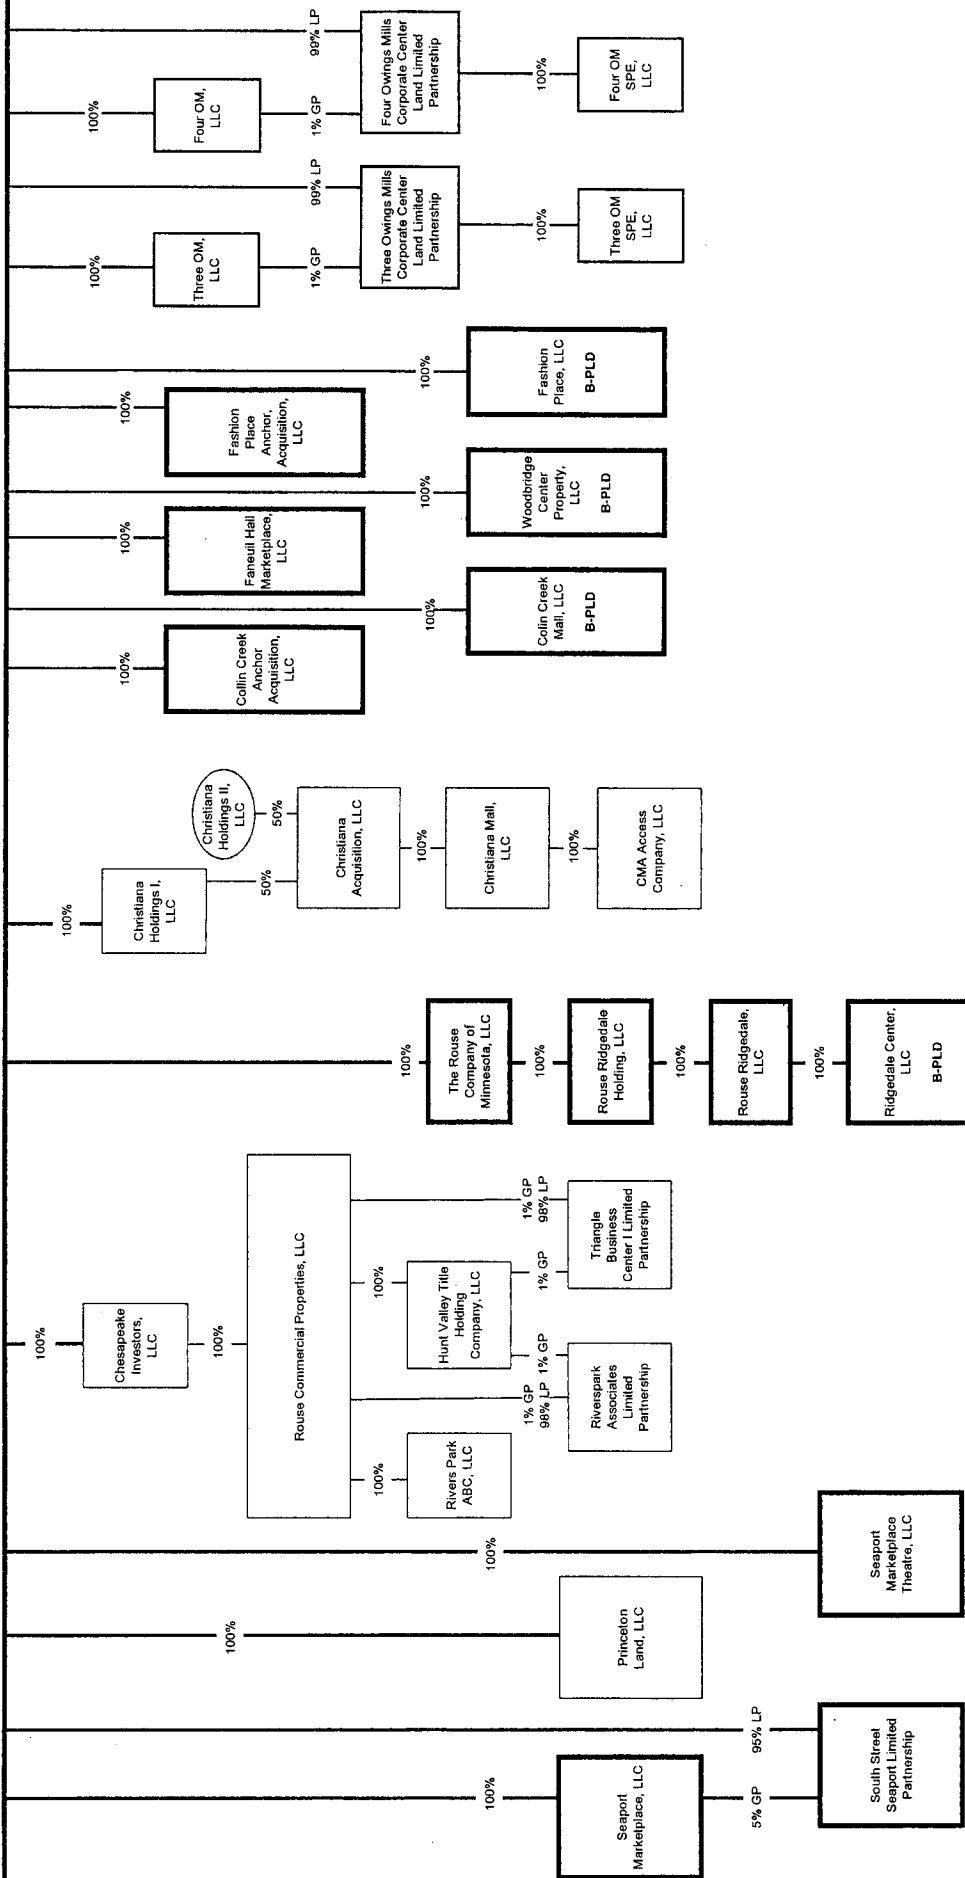 100%
Seaport
Marketplace, LLC
5% GP
95% LP
South Street
Seaport Limited
Partnership
100%
Princeton
Land, LLC
100%
Seaport
Marketplace
Theatre, LLC
100%
Chesapeake
Investors,
LLC
100%
Rouse Commercial Properties, LLC
100%
Rivers Park
ABC, LLC
1% GP
98% LP
100%
Hunt Valley Title
Holding
Company, LLC
1% GP
Riverspark
Associates
Limited
Partnership
1% GP
1% GP
98% LP
Triangle
Business
Center I Limited
Partnership
100%
The Rouse
Company of
Minnesota, LLC
100%
Rouse Ridgedale
Holding, LLC
100%
Rouse Ridgedale,
LLC
100%
Ridgedale Center,
LLC
B-PLD
100%
Christiana
Holdings I,
LLC
50%
Christiana
Holdings II,
LLC
50%
Christiana
Acquisition, LLC
100%
Christiana Mall,
LLC
100%
CMA Access
Company, LLC
100%
Collin Creek
Anchor
Acquisition,
LLC
100%
Colin Creek
Mall, LLC
B-PLD
100%
Faneuil Hall
Marketplace,
LLC
100%
Woodbridge
Center
Property,
LLC
B-PLD
100%
Fashion
Place
Anchor,
Acquisition,
LLC
100%
Fashion
Place, LLC
B-PLD
100%
Three OM,
LLC
1% GP
99% LP
Three Owings Mills
Corporate Center
Land Limited
Partnership
100%
Three OM
SPE,
LLC
100%
Four OM,
LLC
1% GP
99% LP
Four Owings Mills
Corporate Center
Land Limited
Partnership
100%
Four OM
SPE,
LLC